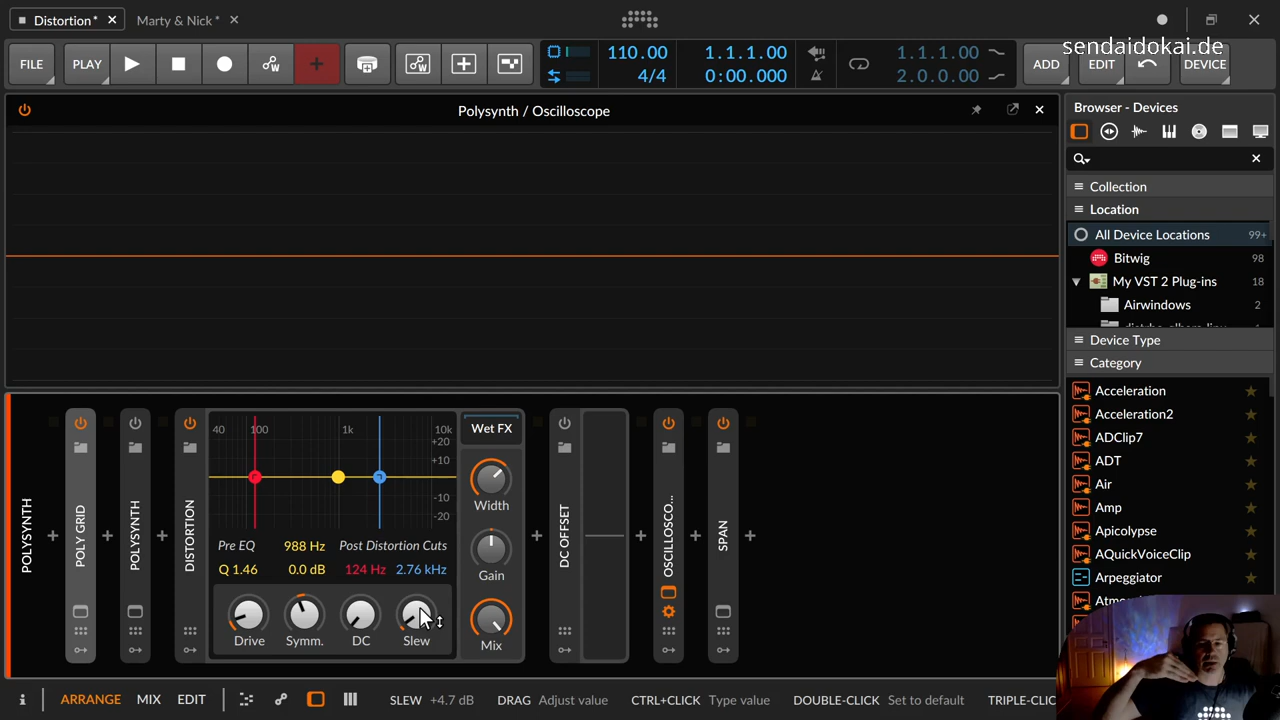 Distortion*
Marty & Nick *
sendaidokai.de
FILE
PLAY
110.00
4/4
1.1.1.00
0:00.000
1.1.1.00
2.0.0.00
ADD
EDIT
DEVICE
Polysynth / Oscilloscope
Browser - Devices
Collection
Location
All Device Locations 99+
Bitwig 98
My VST 2 Plug-ins 18
Airwindows 2
Device Type
Category
Acceleration
Acceleration2
ADClip7
ADT
Air
Amp
Apicolypse
AQuickVoiceClip
Arpeggiator
POLYSYNTH
POLY GRID
POLYSYNTH
DISTORTION
40 100 1k 10k
+20
+10
-10
-20
Pre EQ 988 Hz Post Distortion Cuts
Q 1.46 0.0 dB 124 Hz 2.76 kHz
Drive Symm. DC Slew
Wet FX
Width
Gain
Mix
DC OFFSET
OSCILLOSCO...
SPAN
ARRANGE MIX EDIT
SLEW +4.7 dB DRAG Adjust value CTRL+CLICK Type value DOUBLE-CLICK Set to default TRIPLE-CLIC